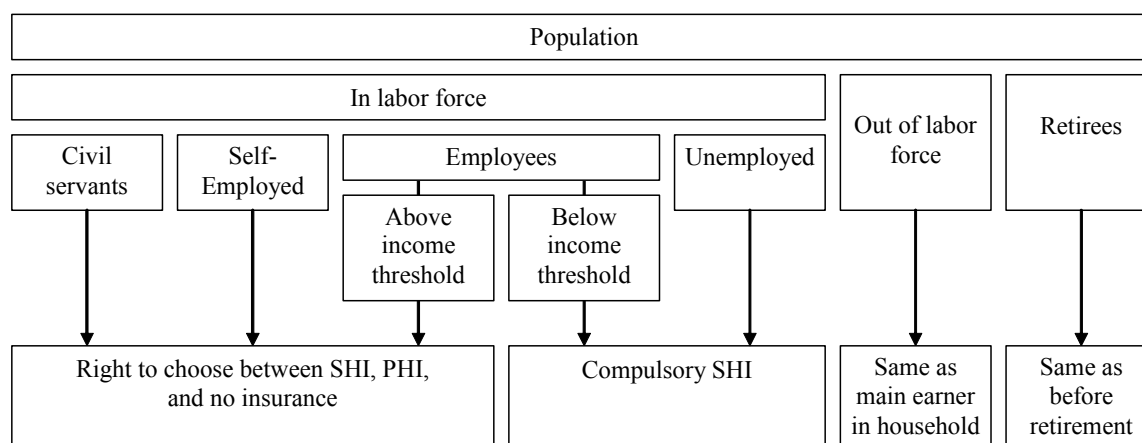 Population
In labor force
Out of labor
force
Retirees
Civil
servants
Self-
Employed
Employees
Unemployed
Above
income
threshold
Below
income
threshold
Right to choose between SHI, PHI,
and no insurance
Compulsory SHI
Same as
main earner
in household
Same as
before
retirement